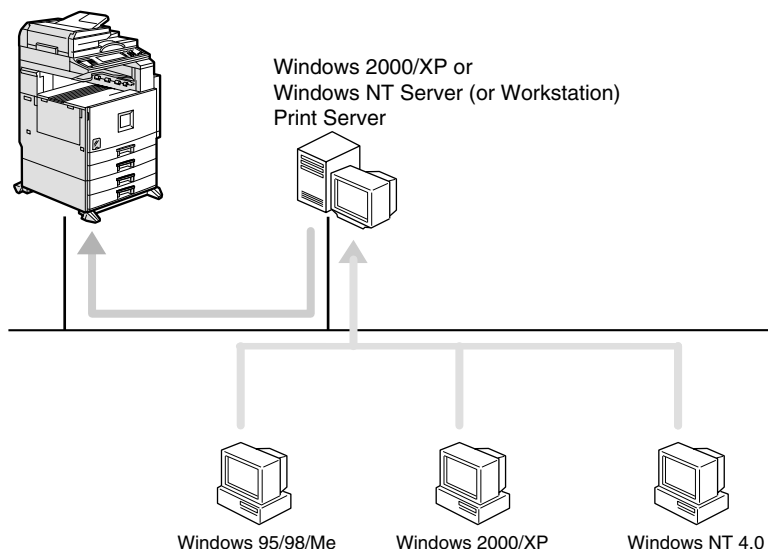 Windows 2000/XP or
Windows NT Server (or Workstation)
Print Server
Windows 95/98/Me
Windows 2000/XP
Windows NT 4.0